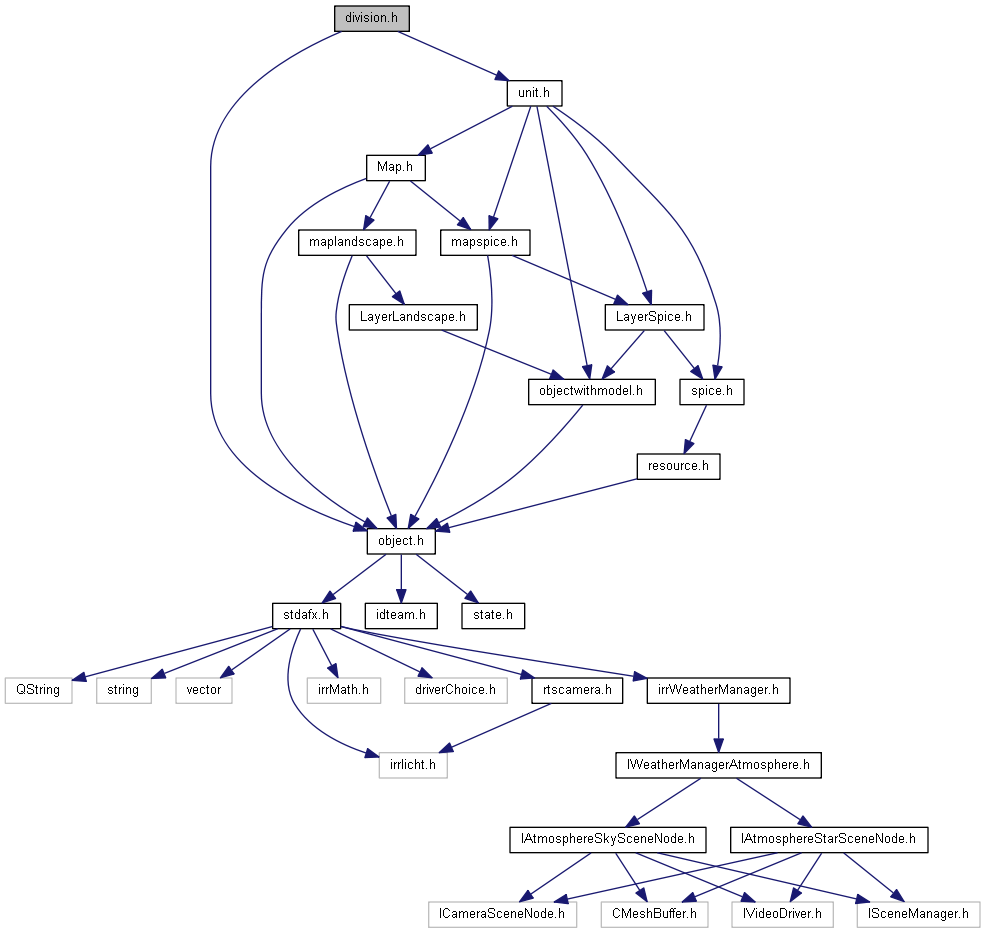 division.h
unit.h
Map.h
maplandscape.h
mapspice.h
LayerLandscape.h
LayerSpice.h
objectwithmodel.h
spice.h
resource.h
object.h
stdafx.h
idteam.h
state.h
QString
string
vector
irrMath.h
driverChoice.h
rtscamera.h
irrWeatherManager.h
irrlicht.h
IWeatherManagerAtmosphere.h
IAtmosphereSkySceneNode.h
IAtmosphereStarSceneNode.h
ICameraSceneNode.h
CMeshBuffer.h
IVideoDriver.h
ISceneManager.h